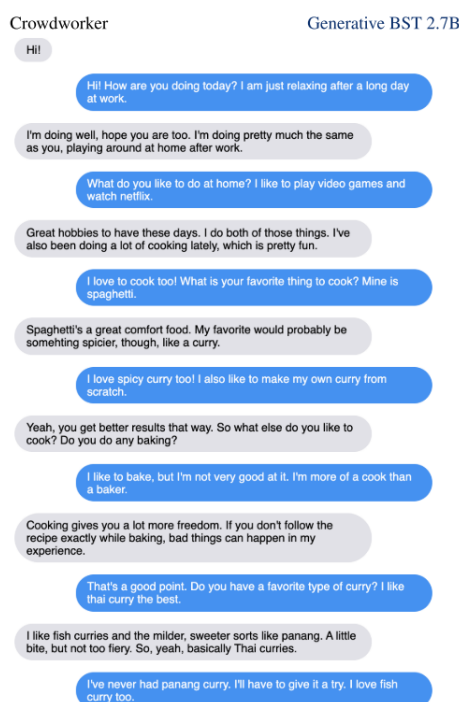 Crowdworker Generative BST 2.7B
Hi!
Hi! How are you doing today? I am just relaxing after a long day
at work.
I'm doing well, hope you are too. I'm doing pretty much the same
as you, playing around at home after work.
What do you like to do at home? I like to play video games and
watch netflix.
Great hobbies to have these days. I do both of those things. I've
also been doing a lot of cooking lately, which is pretty fun.
I love to cook too! What is your favorite thing to cook? Mine is
spaghetti.
Spaghetti's a great comfort food. My favorite would probably be
somehting spicier, though, like a curry.
I love spicy curry too! I also like to make my own curry from
scratch.
Yeah, you get better results that way. So what else do you like to
cook? Do you do any baking?
I like to bake, but I'm not very good at it. I'm more of a cook than
a baker.
Cooking gives you a lot more freedom. If you don't follow the
recipe exactly while baking, bad things can happen in my
experience.
That's a good point. Do you have a favorite type of curry? I like
thai curry the best.
I like fish curries and the milder, sweeter sorts like panang. A little
bite, but not too fiery. So, yeah, basically Thai curries.
I've never had panang curry. I'll have to give it a try. I love fish
curry too.